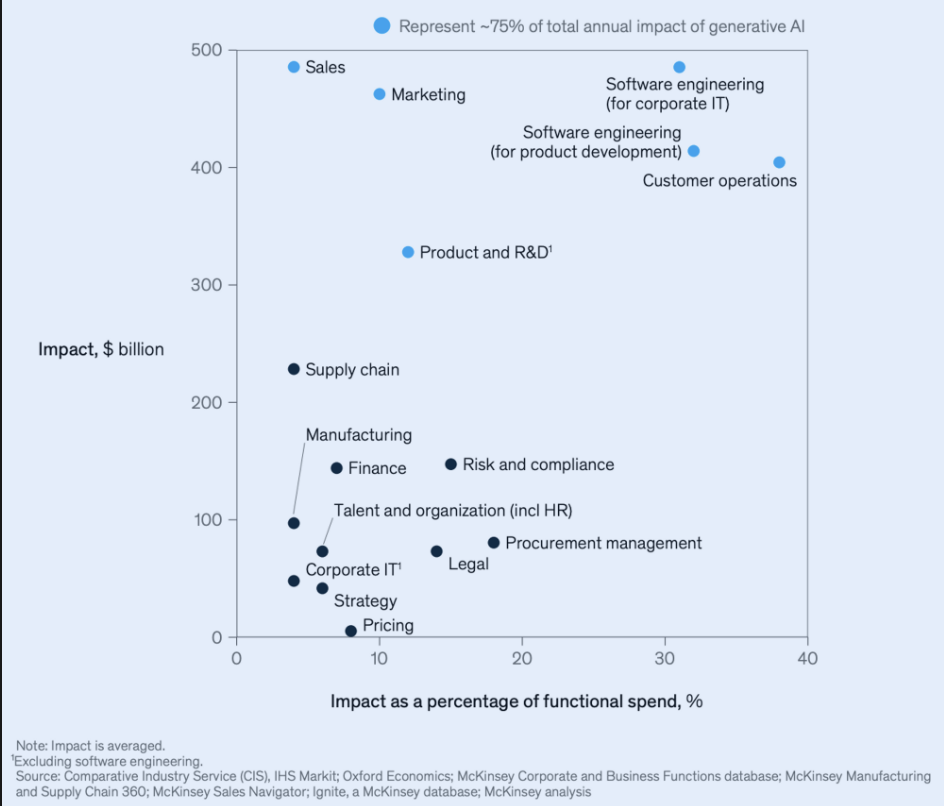 Represent ~75% of total annual impact of generative AI
500
Sales
Software engineering
(for corporate IT)
Marketing
Software engineering
(for product development)
400
Customer operations
Product and R&D¹
300
Impact, $ billion
Supply chain
200
Manufacturing
Finance
Risk and compliance
Talent and organization (incl HR)
100
Procurement management
Legal
Corporate IT¹
Strategy
Pricing
0
0 10 20 30 40
Impact as a percentage of functional spend, %
Note: Impact is averaged.
¹Excluding software engineering.
Source: Comparative Industry Service (CIS), IHS Markit; Oxford Economics; McKinsey Corporate and Business Functions database; McKinsey Manufacturing
and Supply Chain 360; McKinsey Sales Navigator; Ignite, a McKinsey database; McKinsey analysis